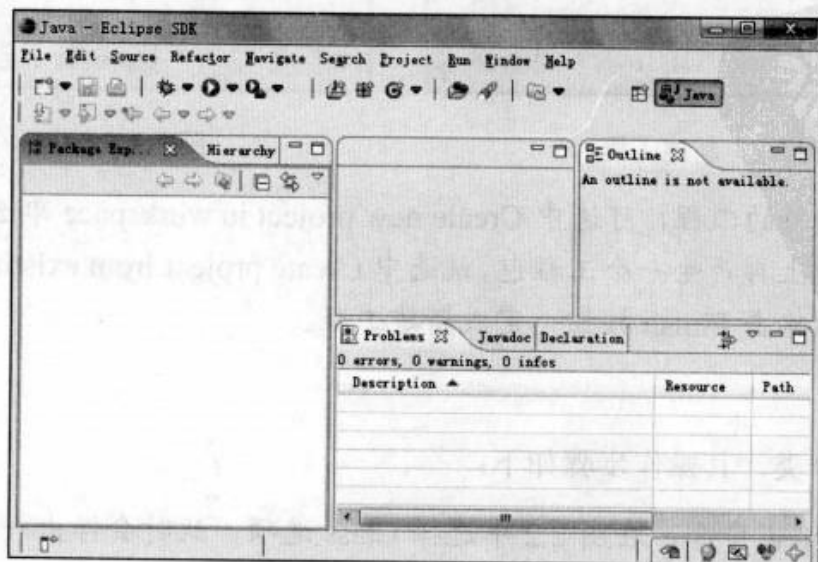 Java - Eclipse SDK
File Edit Source Refactor Navigate Search Project Run Window Help
Java
Package Exp... Hierarchy
Outline
An outline is not available.
Problems Javadoc Declaration
0 errors, 0 warnings, 0 infos
Description Resource Path